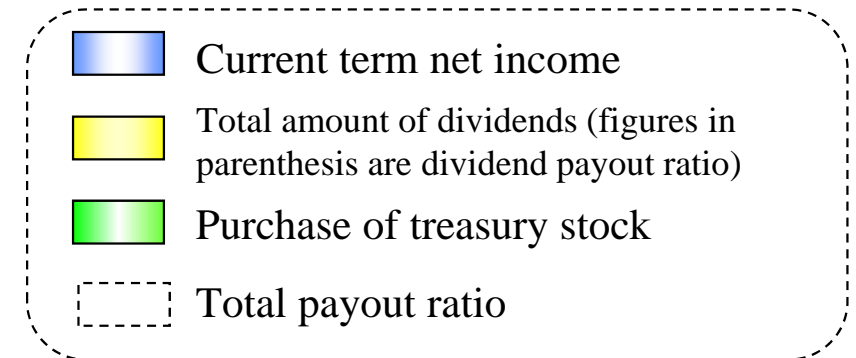 Current term net income
Total amount of dividends (figures in
parenthesis are dividend payout ratio)
Purchase of treasury stock
Total payout ratio